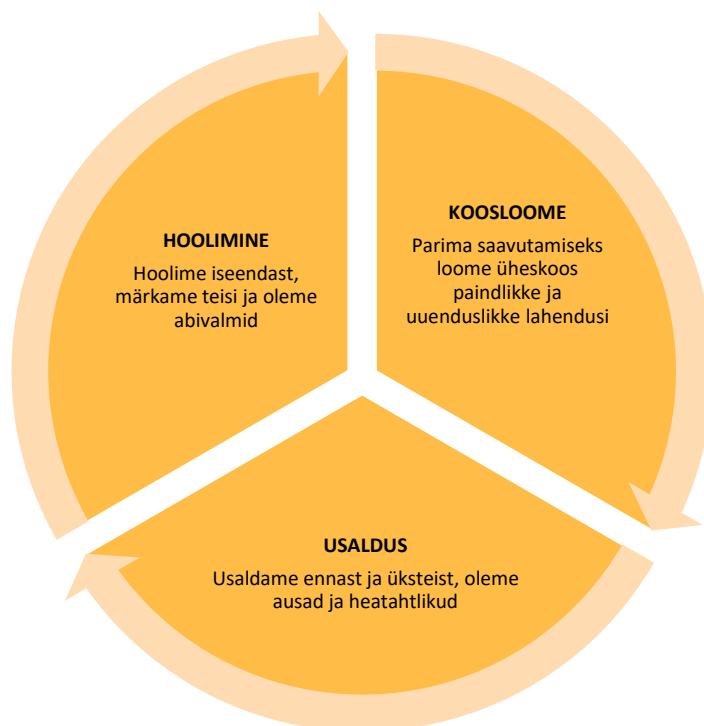 HOOLIMINE
Hoolime iseendast,
märkame teisi ja oleme
abivalmid
KOOSLOOME
Parima saavutamiseks
loome üheskoos
paindlikke ja
uuenduslikke lahendusi
USALDUS
Usaldame ennast ja üksteist, oleme
ausad ja heatahtlikud